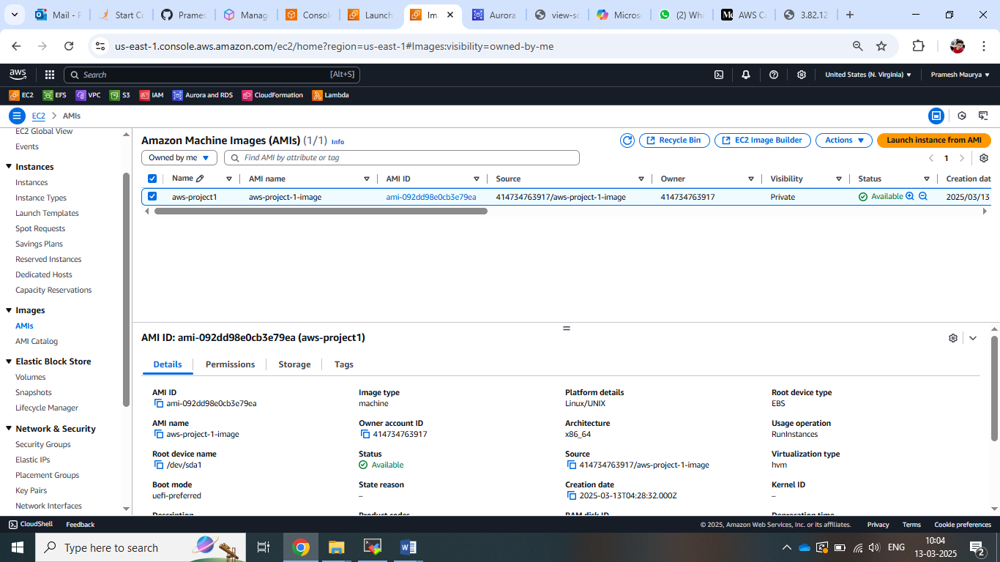 Mail - P
Start Co
Prames
Manag
Consol
Launch
Im
Aurora
view-so
Micros
(2) Wha
AWS Ce
3.82.12
us-east-1.console.aws.amazon.com/ec2/home?region=us-east-1#Images:visibility=owned-by-me
aws
Search
[Alt+S]
United States (N. Virginia)
Pramesh Maurya
EC2
EFS
VPC
S3
IAM
Aurora and RDS
CloudFormation
Lambda
EC2
AMIs
EC2 Global View
Events
Instances
Instances
Instance Types
Launch Templates
Spot Requests
Savings Plans
Reserved Instances
Dedicated Hosts
Capacity Reservations
Images
AMIs
AMI Catalog
Elastic Block Store
Volumes
Snapshots
Lifecycle Manager
Network & Security
Security Groups
Elastic IPs
Placement Groups
Key Pairs
Network Interfaces
Amazon Machine Images (AMIs) (1/1) Info
Recycle Bin
EC2 Image Builder
Actions
Launch instance from AMI
Owned by me
Find AMI by attribute or tag
1
Name
AMI name
AMI ID
Source
Owner
Visibility
Status
Creation dat
aws-project1
aws-project-1-image
ami-092dd98e0cb3e79ea
414734763917/aws-project-1-image
414734763917
Private
Available
2025/03/13
AMI ID: ami-092dd98e0cb3e79ea (aws-project1)
Details
Permissions
Storage
Tags
AMI ID
ami-092dd98e0cb3e79ea
Image type
machine
Platform details
Linux/UNIX
Root device type
EBS
AMI name
aws-project-1-image
Owner account ID
414734763917
Architecture
x86_64
Usage operation
RunInstances
Root device name
/dev/sda1
Status
Available
Source
414734763917/aws-project-1-image
Virtualization type
hvm
Boot mode
uefi-preferred
State reason
–
Creation date
2025-03-13T04:28:32.000Z
Kernel ID
–
Description
Product codes
RAM disk ID
Deprecation time
CloudShell
Feedback
© 2025, Amazon Web Services, Inc. or its affiliates.
Privacy
Terms
Cookie preferences
Type here to search
ENG
10:04
13-03-2025
2